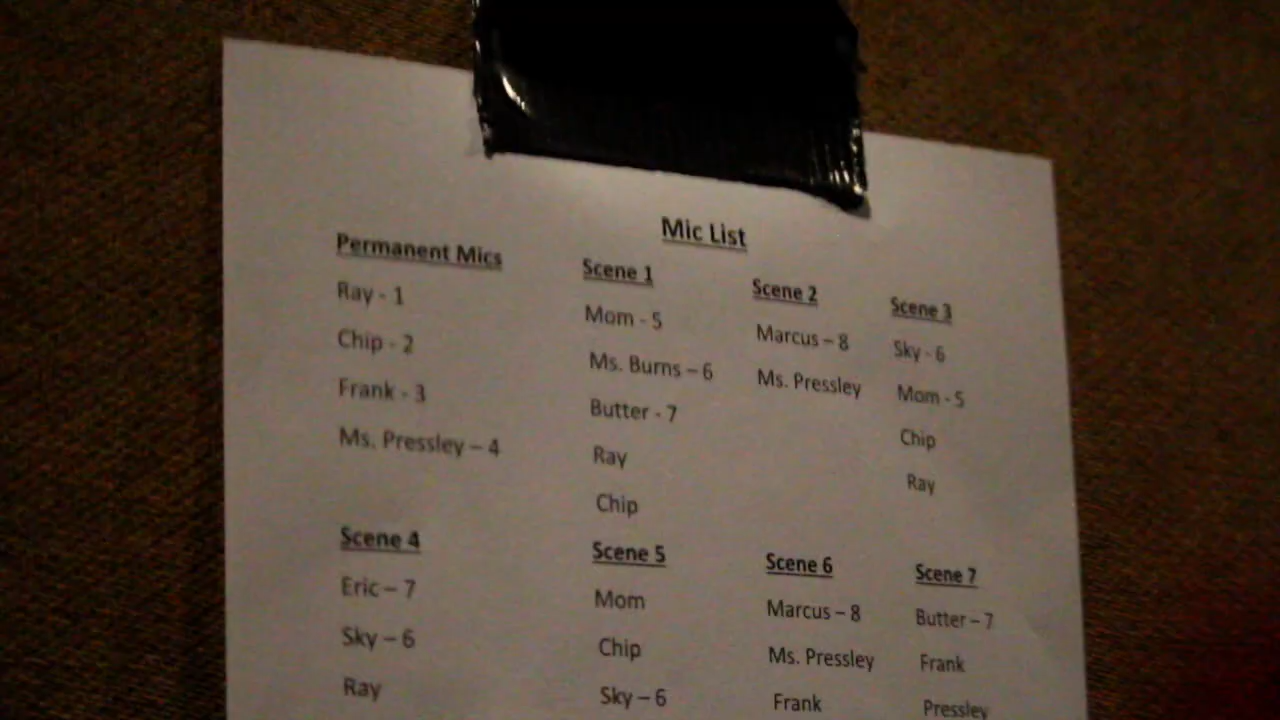 Mic List
Permanent Mics
Ray - 1
Chip - 2
Frank - 3
Ms. Pressley – 4
Scene 1
Mom - 5
Ms. Burns – 6
Butter - 7
Ray
Chip
Scene 2
Marcus – 8
Ms. Pressley
Scene 3
Sky - 6
Mom - 5
Chip
Ray
Scene 4
Eric – 7
Sky – 6
Ray
Scene 5
Mom
Chip
Sky – 6
Scene 6
Marcus – 8
Ms. Pressley
Frank
Scene 7
Butter – 7
Frank
Pressley